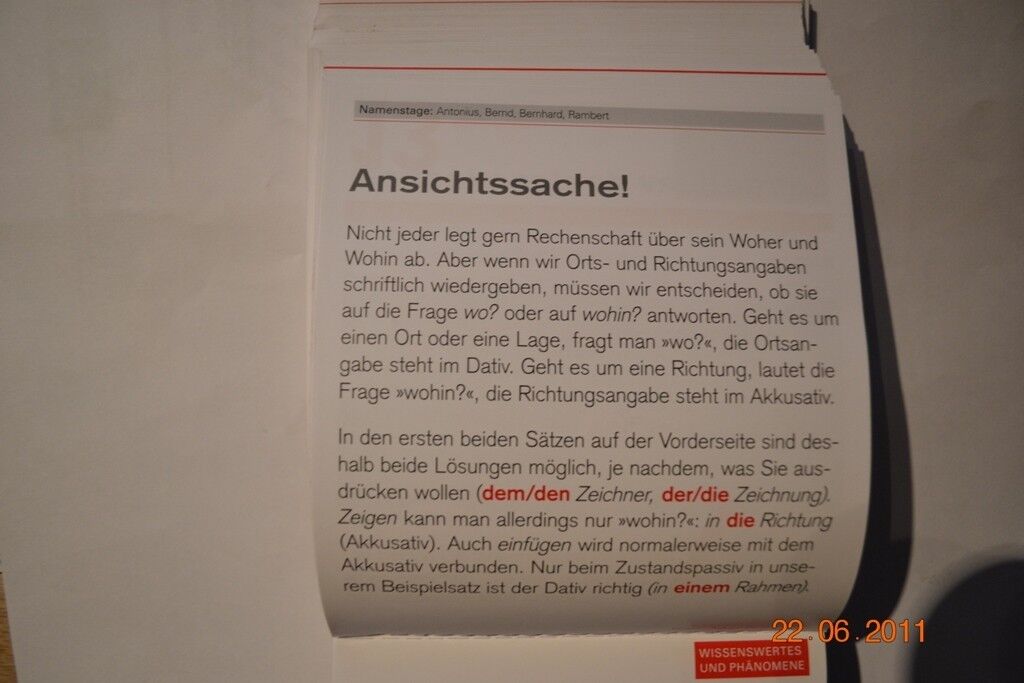 Namenstage: Antonius, Bernd, Bernhard, Rambert
Ansichtssache!
Nicht jeder legt gern Rechenschaft über sein Woher und
Wohin ab. Aber wenn wir Orts- und Richtungsangaben
schriftlich wiedergeben, müssen wir entscheiden, ob sie
auf die Frage wo? oder auf wohin? antworten. Geht es um
einen Ort oder eine Lage, fragt man »wo?«, die Ortsan-
gabe steht im Dativ. Geht es um eine Richtung, lautet die
Frage »wohin?«, die Richtungsangabe steht im Akkusativ.
In den ersten beiden Sätzen auf der Vorderseite sind des-
halb beide Lösungen möglich, je nachdem, was Sie aus-
drücken wollen (dem/den Zeichner, der/die Zeichnung).
Zeigen kann man allerdings nur »wohin?«: in die Richtung
(Akkusativ). Auch einfügen wird normalerweise mit dem
Akkusativ verbunden. Nur beim Zustandspassiv in unse-
rem Beispielsatz ist der Dativ richtig (in einem Rahmen).
22.06.2011
WISSENSWERTES
UND PHÄNOMENE